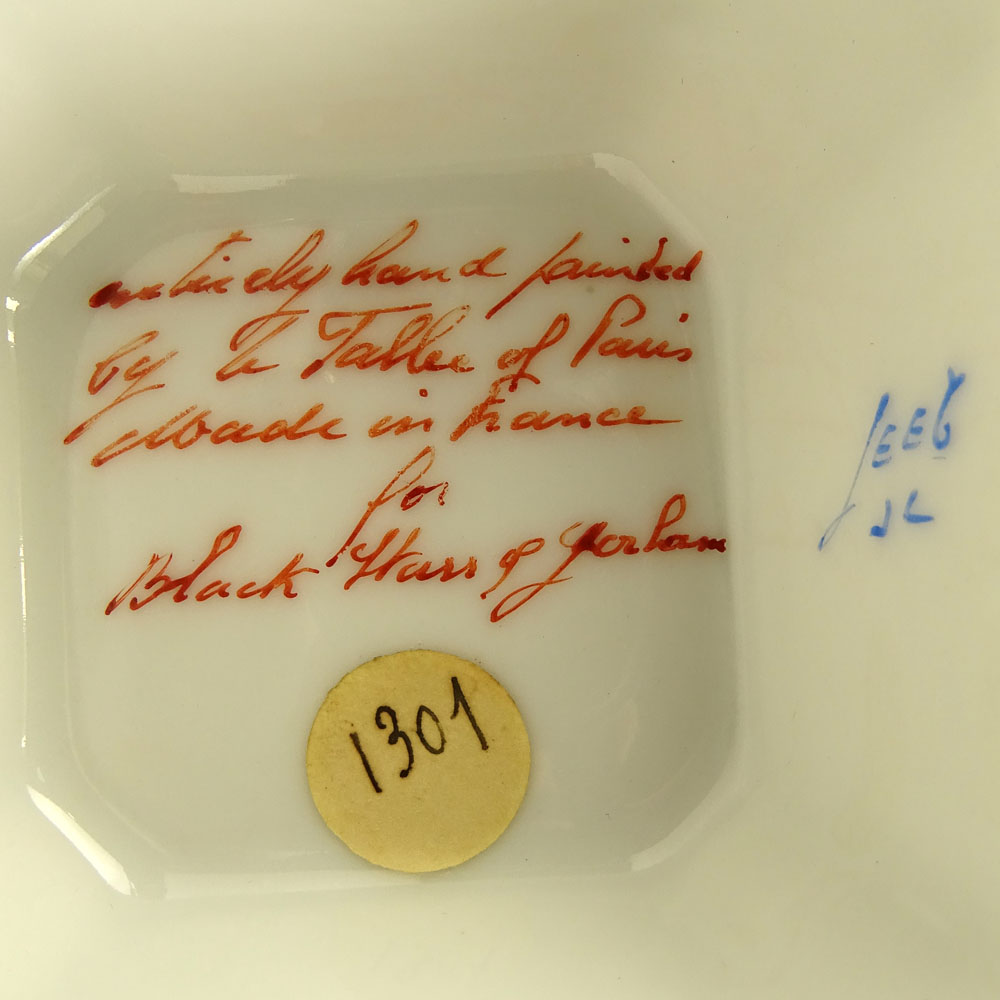 entirely hand painted
by Le Tallec of Paris
Made in France
for
Black Starr & Gorham
1301